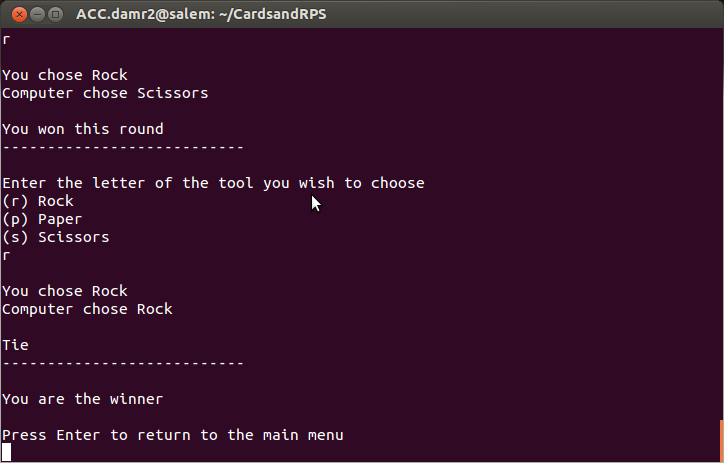 ACC.damr2@salem: ~/CardsandRPS
r
You chose Rock
Computer chose Scissors
You won this round
---------------------------
Enter the letter of the tool you wish to choose
(r) Rock
(p) Paper
(s) Scissors
r
You chose Rock
Computer chose Rock
Tie
---------------------------
You are the winner
Press Enter to return to the main menu